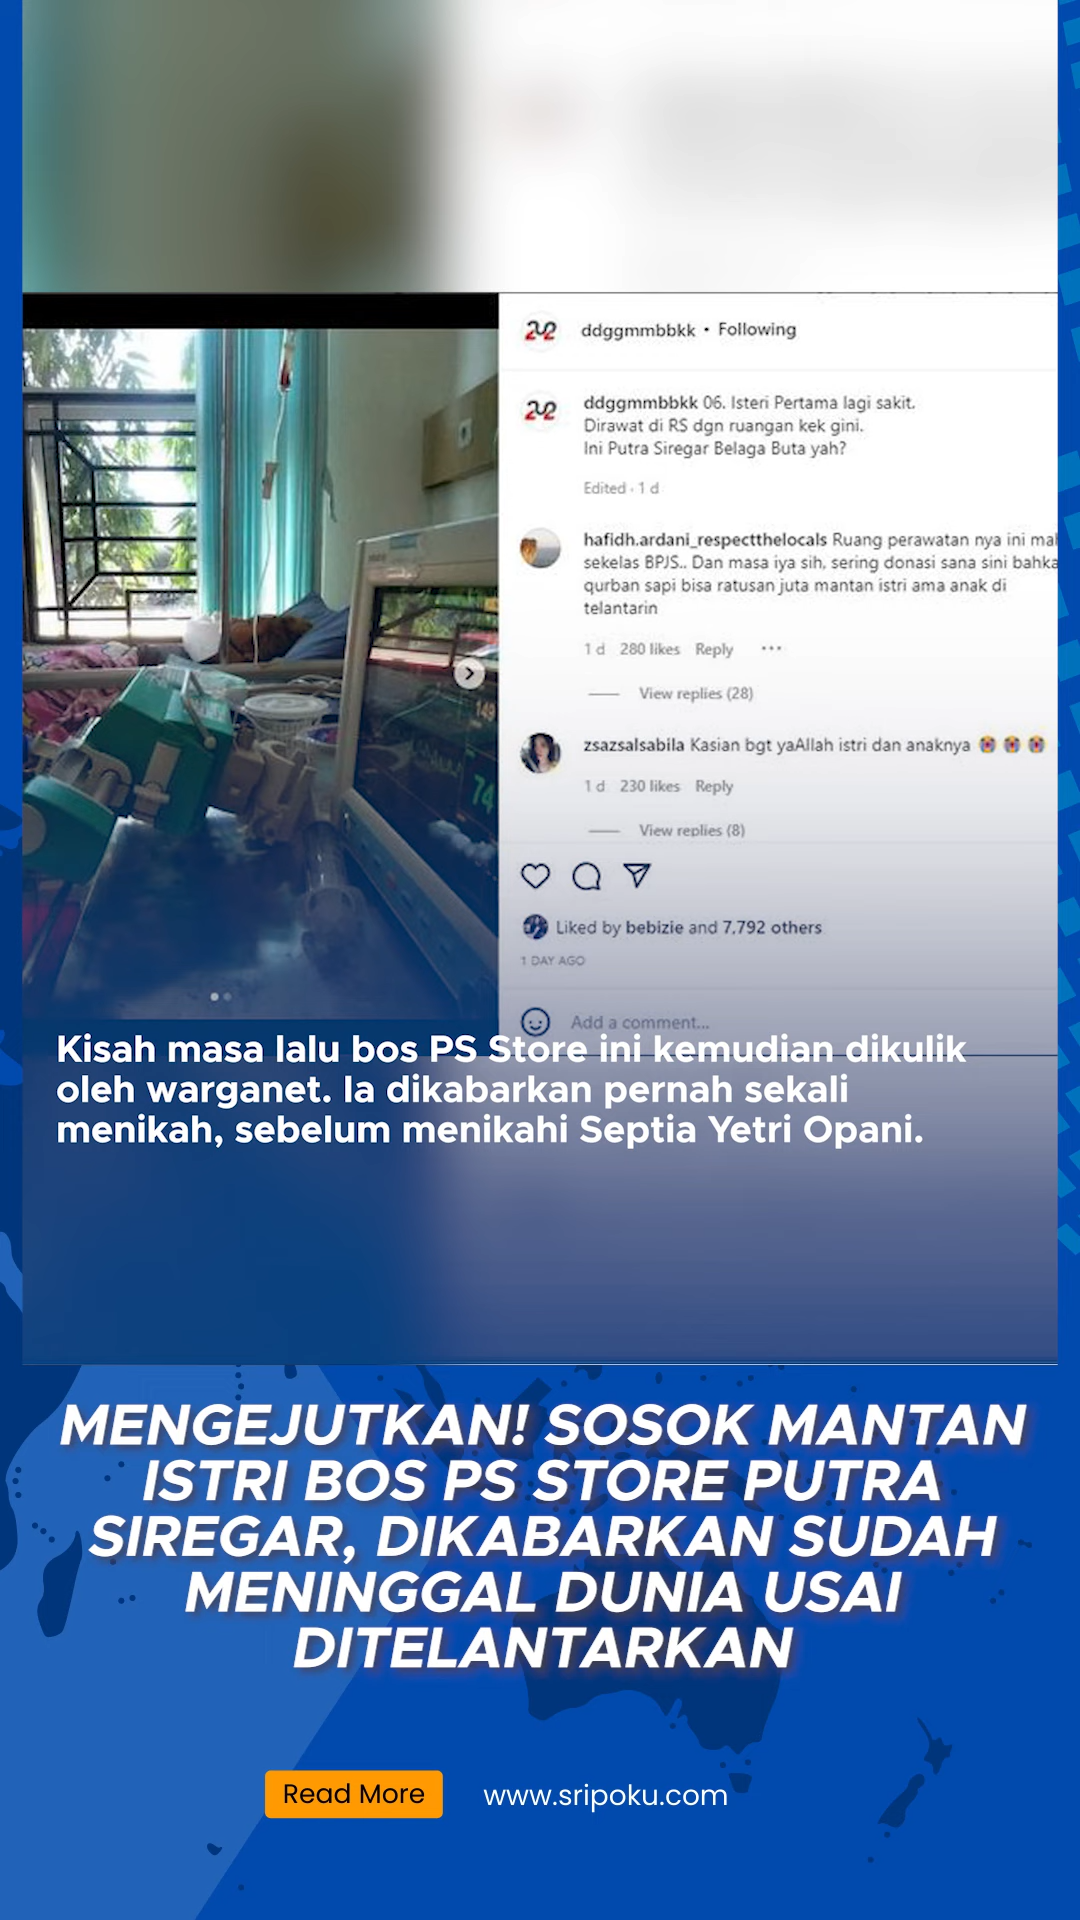 ddggmmbbkk • Following
ddggmmbbkk 06. Isteri Pertama lagi sakit.
Dirawat di RS dgn ruangan kek gini.
Ini Putra Siregar Belaga Buta yah?
Edited · 1 d
hafidh.ardani_respectthelocals Ruang perawatan nya ini mal
sekelas BPJS.. Dan masa iya sih, sering donasi sana sini bahka
qurban sapi bisa ratusan juta mantan istri ama anak di
telantarin
1 d 280 likes Reply ...
View replies (28)
zsazsalsabila Kasian bgt yaAllah istri dan anaknya 😭 😭 😭
1 d 230 likes Reply
View replies (8)
74
Liked by bebizie and 7,792 others
1 DAY AGO
Add a comment...
Kisah masa lalu bos PS Store ini kemudian dikulik
oleh warganet. Ia dikabarkan pernah sekali
menikah, sebelum menikahi Septia Yetri Opani.
MENGEJUTKAN! SOSOK MANTAN
ISTRI BOS PS STORE PUTRA
SIREGAR, DIKABARKAN SUDAH
MENINGGAL DUNIA USAI
DITELANTARKAN
Read More www.sripoku.com